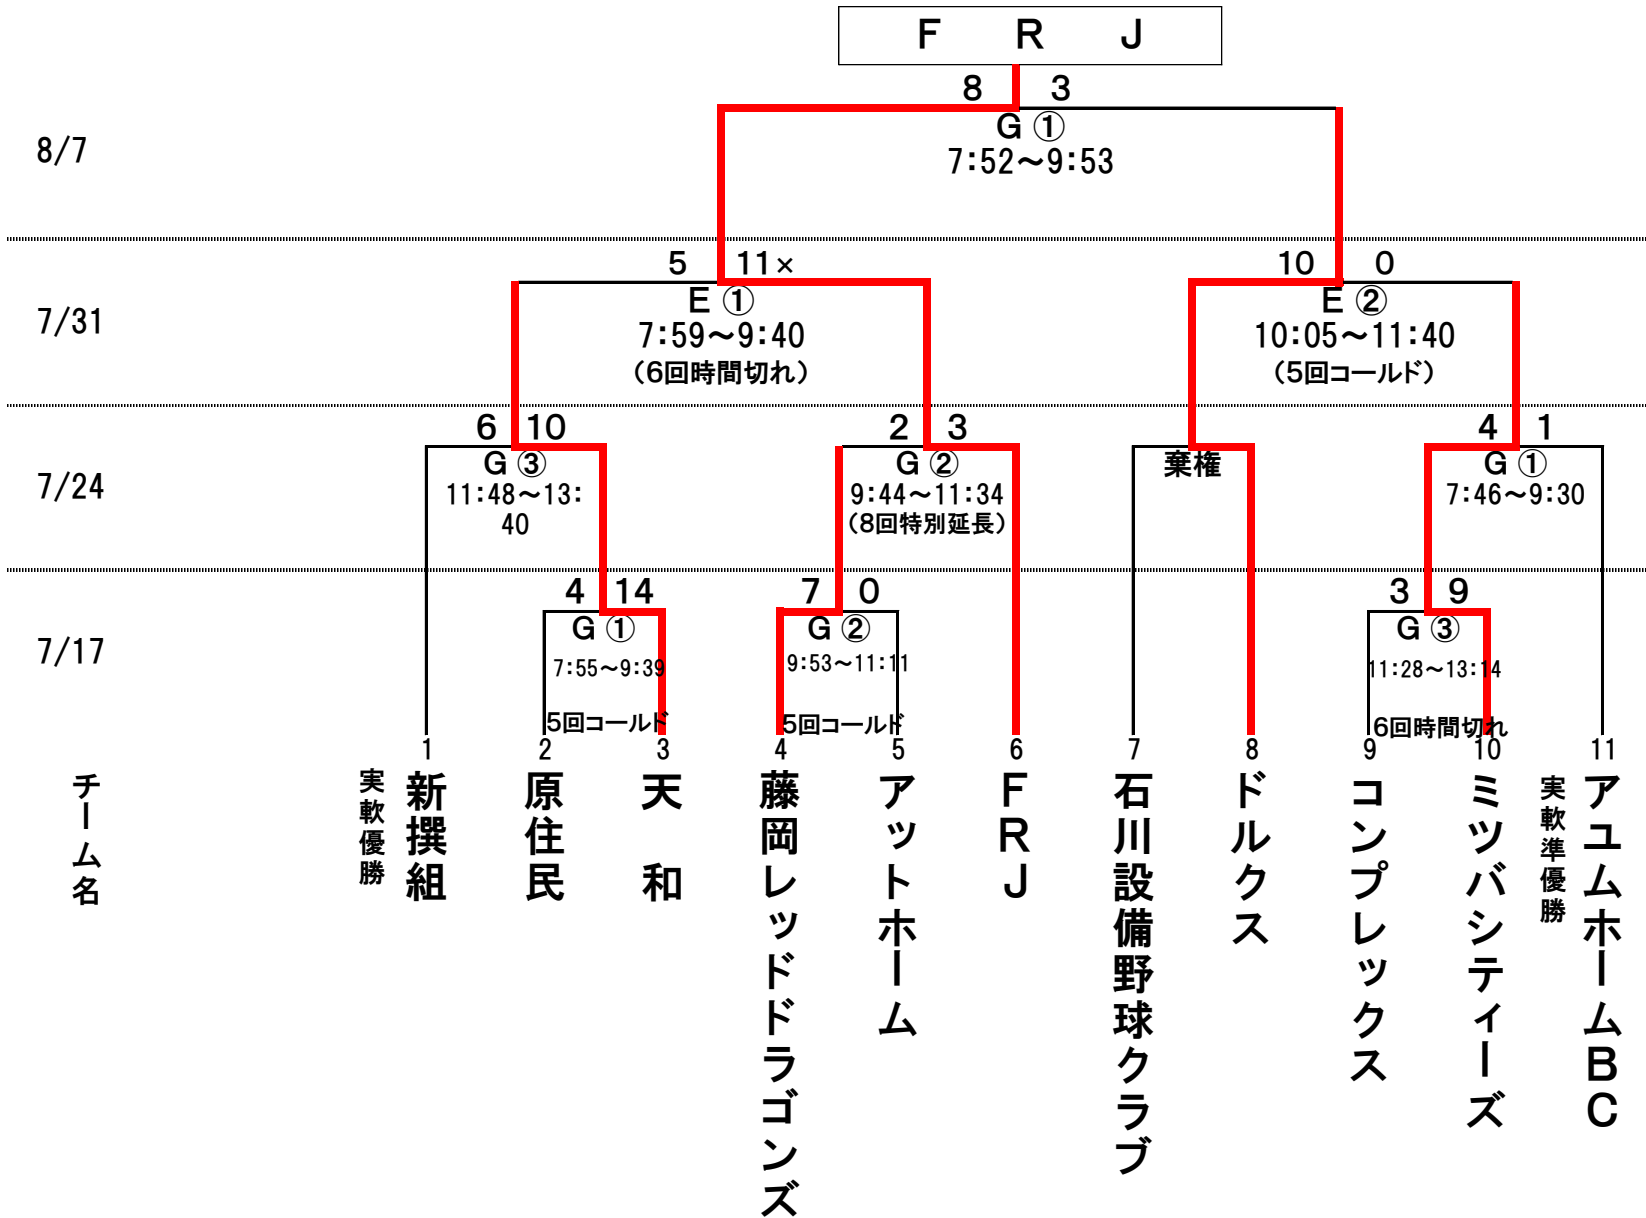 F R J
8 3
8/7
G ①
7:52～9:53
5 11× 10 0
7/31
E ①
7:59～9:40
(6回時間切れ)
E ②
10:05～11:40
(5回コールド)
6 10 2 3 4 1
7/24
G ③
11:48～13:
40
G ②
9:44～11:34
(8回特別延長)
棄権
G ①
7:46～9:30
4 14 7 0 3 9
7/17
G ①
7:55～9:39
5回コールド
G ②
9:53～11:11
5回コールド
G ③
11:28～13:14
6回時間切れ
1 2 3 4 5 6 7 8 9 10 11
チーム名
実軟優勝
新撰組
原住民
天和
藤岡レッドドラゴンズ
アットホーム
FRJ
石川設備野球クラブ
ドルクス
コンプレックス
ミツバシティーズ
実軟準優勝
アユムホームBC